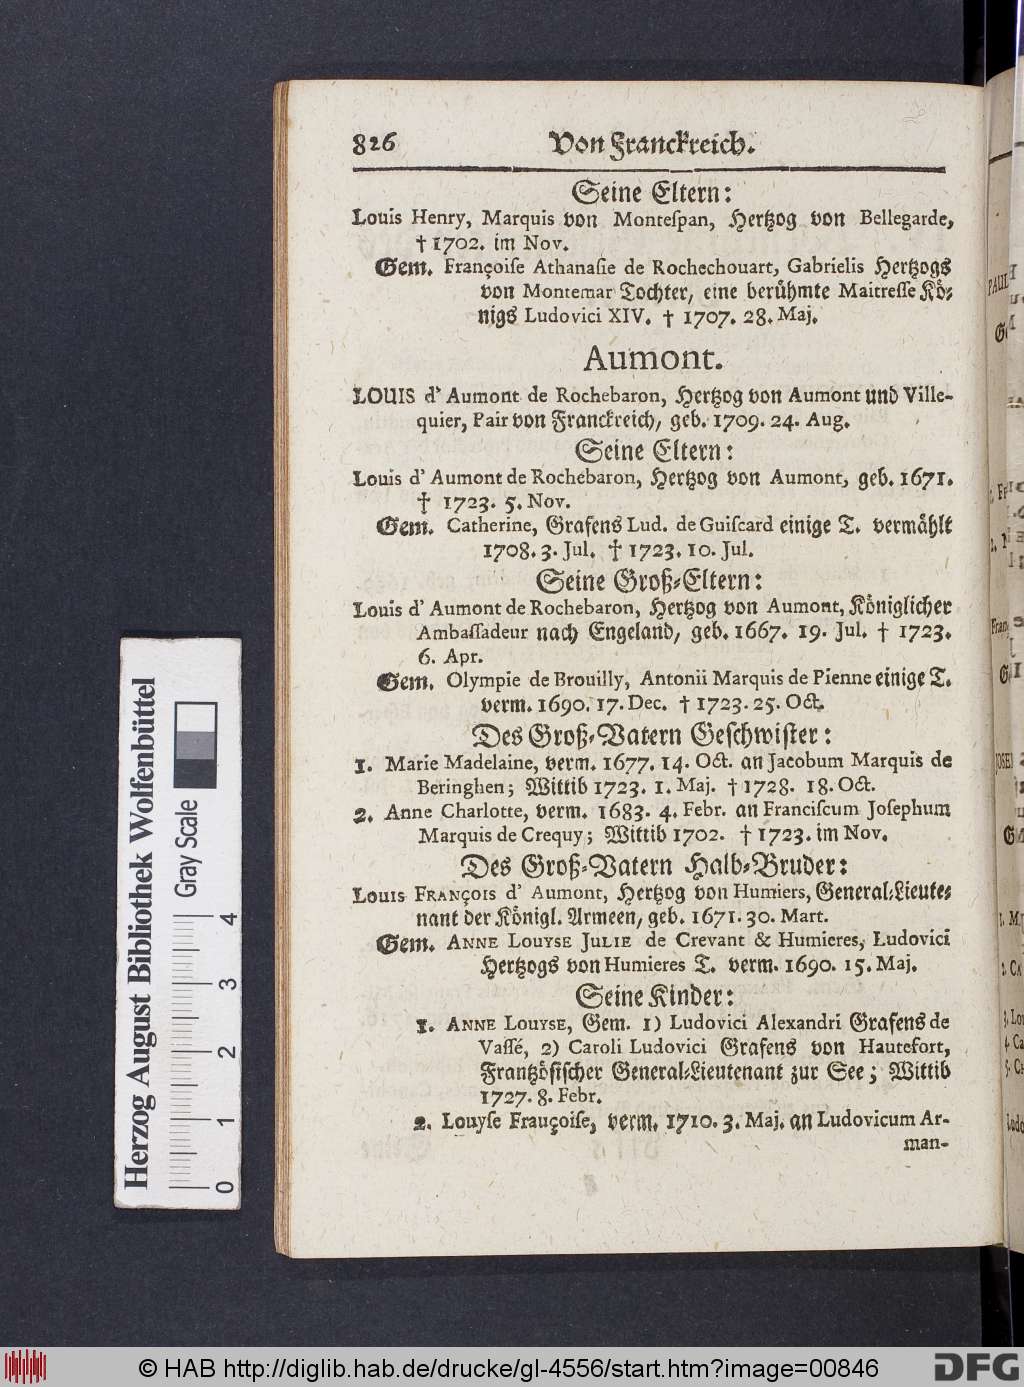 826 Von Franckreich.
Seine Eltern:
Louis Henry, Marquis von Monteſpan, Hertzog von Bellegarde,
† 1702. im Nov.
Gem. Françoiſe Athanaſie de Rochechouart, Gabrielis Hertzogs
von Montemar Tochter, eine berühmte Maitreſſe Kö-
nigs Ludovici XIV. † 1707. 28. Maj.
Aumont.
LOUIS d' Aumont de Rochebaron, Hertzog von Aumont und Ville-
quier, Pair von Franckreich, geb. 1709. 24. Aug.
Seine Eltern:
Louis d' Aumont de Rochebaron, Hertzog von Aumont, geb. 1671.
† 1723. 5. Nov.
Gem. Catherine, Grafens Lud. de Guiſcard einige T. vermählt
1708. 3. Jul. † 1723. 10. Jul.
Seine Groß-Eltern:
Louis d' Aumont de Rochebaron, Hertzog von Aumont, Königlicher
Ambaſſadeur nach Engeland, geb. 1667. 19. Jul. † 1723.
6. Apr.
Gem. Olympie de Brouilly, Antonii Marquis de Pienne einige T.
verm. 1690. 17. Dec. † 1723. 25. Oct.
Des Groß-Vatern Geſchwiſter:
1. Marie Madelaine, verm. 1677. 14. Oct. an Jacobum Marquis de
Beringhen; Wittib 1723. 1. Maj. † 1728. 18. Oct.
2. Anne Charlotte, verm. 1683. 4. Febr. an Franciſcum Joſephum
Marquis de Crequy; Wittib 1702. † 1723. im Nov.
Des Groß-Vatern Halb-Bruder:
Louis François d' Aumont, Hertzog von Humiers, General-Lieute-
nant der Königl. Armeen, geb. 1671. 30. Mart.
Gem. Anne Louyse Julie de Crevant & Humieres, Ludovici
Hertzogs von Humieres T. verm. 1690. 15. Maj.
Seine Kinder:
1. Anne Louyse, Gem. 1) Ludovici Alexandri Grafens de
Vaſſé, 2) Caroli Ludovici Grafens von Hautefort,
Frantzöſiſcher General-Lieutenant zur See; Wittib
1727. 8. Febr.
2. Louyſe Frauçoiſe, verm. 1710. 3. Maj. an Ludovicum Ar-
man-
Herzog August Bibliothek Wolfenbüttel
Gray Scale
0 1 2 3 4
© HAB http://diglib.hab.de/drucke/gl-4556/start.htm?image=00846
DFG